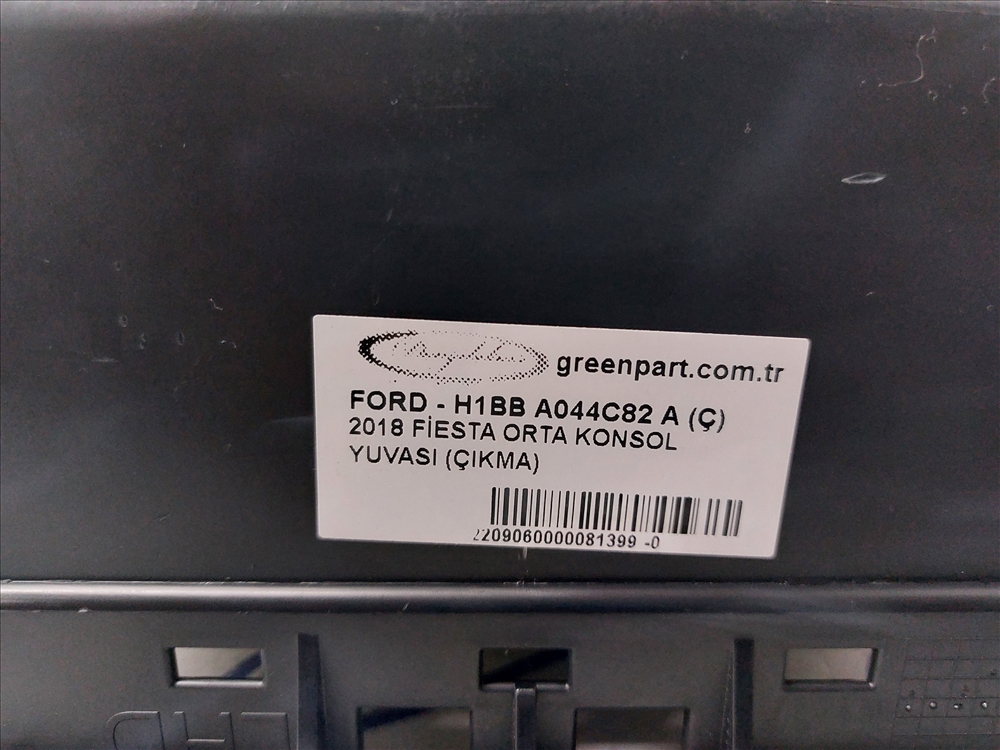 greenpart.com.tr
FORD - H1BB A044C82 A (Ç)
2018 FİESTA ORTA KONSOL
YUVASI (ÇIKMA)
2209060000081399 -0